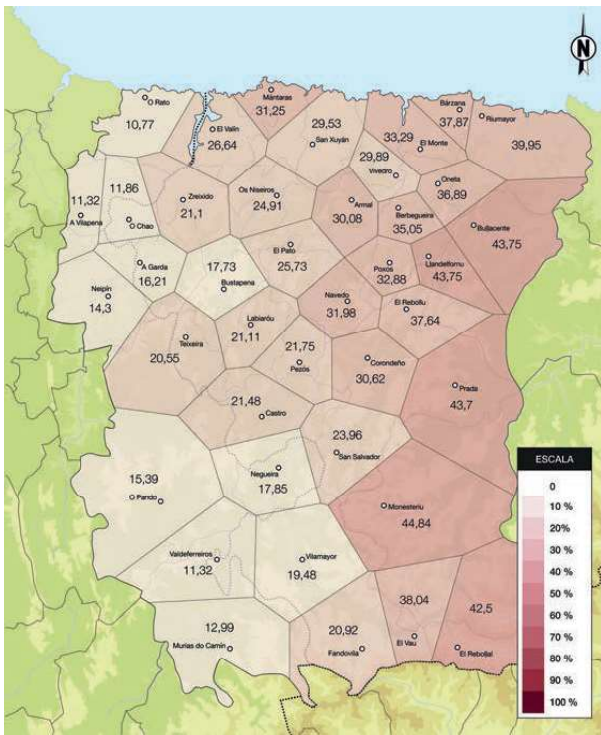 N
O Rato
10,77
El Valín
26,64
Mántaras
31,25
29,53
San Xuyán
33,29
El Monte
Bárzana
37,87
Riumayor
39,95
29,89
Vivedro
Oneta
36,89
11,32
A Vilapena
11,86
Chao
Zreixido
21,1
Os Niseiros
24,91
Armal
30,08
Berbegueira
35,05
Bullacente
43,75
A Garda
16,21
17,73
Bustapena
El Pato
25,73
Poxos
32,88
Llandelfornu
43,75
Neipín
14,3
Navedo
31,98
El Rebollu
37,64
Labiaróu
21,11
Teixeira
20,55
21,75
Pezós
Corondeño
30,62
Prada
43,7
21,48
Castro
23,96
San Salvador
15,39
Parndo
Negueira
17,85
Monesteriu
44,84
Valdeferreiros
11,32
Vilamayor
19,48
12,99
Murias do Camín
20,92
Fandovila
38,04
El Vau
42,5
El Rebol|al
ESCALA
0
10 %
20%
30 %
40 %
50 %
60 %
70 %
80 %
90 %
100 %